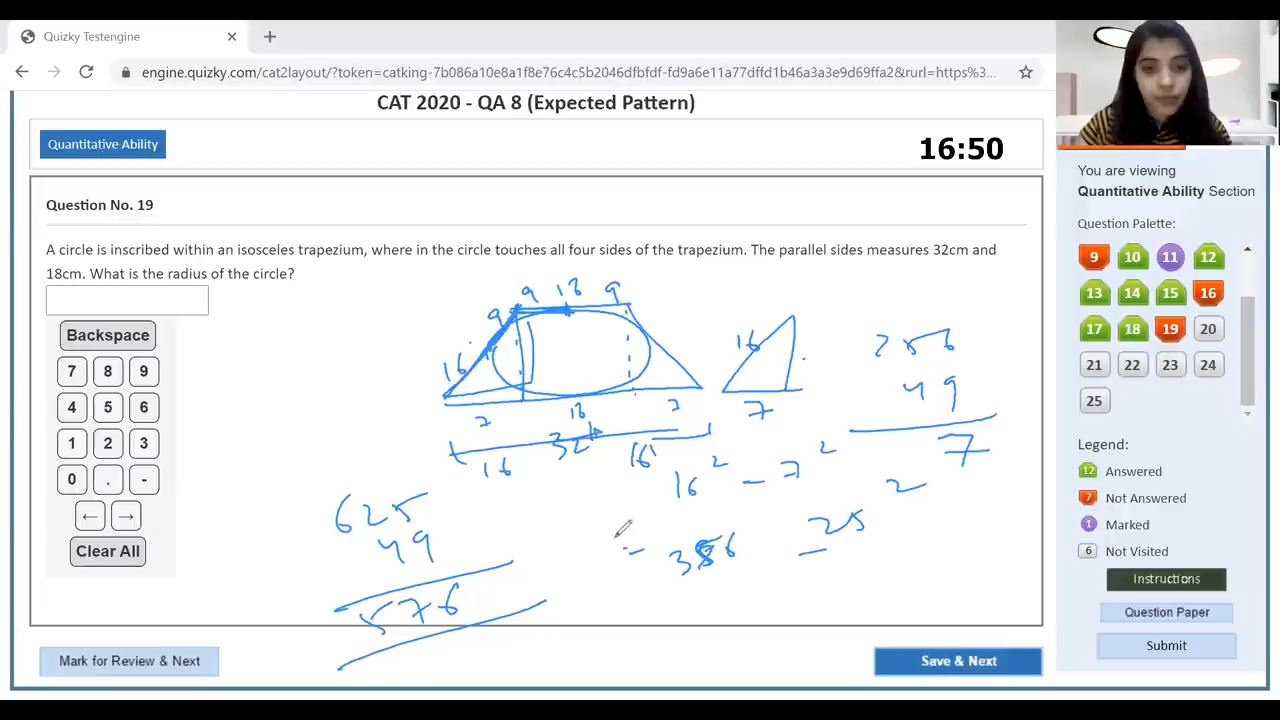 Quizky Testengine
engine.quizky.com/cat2layout/?token=catking-7b086a10e8a1f8e76c4c5b2046dfbfdf-fd9a6e11a77dffd1b46a3a3e9d69ffa2&rurl=https%3...
CAT 2020 - QA 8 (Expected Pattern)
Quantitative Ability
16:50
Question No. 19
A circle is inscribed within an isosceles trapezium, where in the circle touches all four sides of the trapezium. The parallel sides measures 32cm and
18cm. What is the radius of the circle?
Backspace
7 8 9
4 5 6
1 2 3
0 . -
← →
Clear All
9 18 9
9
16
7 18 7
32
16 16
16
7
16² - 7²
256
49
7
2
= 356 - 25
625
49
576
Mark for Review & Next
Save & Next
You are viewing
Quantitative Ability Section
Question Palette:
9 10 11 12
13 14 15 16
17 18 19 20
21 22 23 24
25
Legend:
12 Answered
7 Not Answered
1 Marked
6 Not Visited
Instructions
Question Paper
Submit